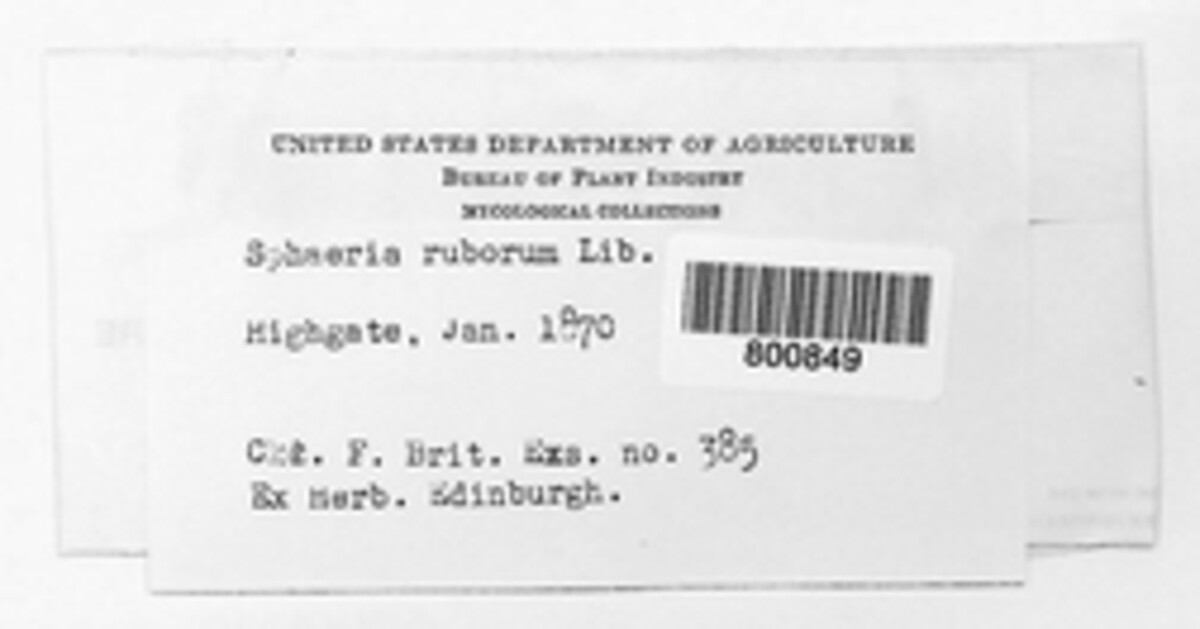 UNITED STATES DEPARTMENT OF AGRICULTURE
BUREAU OF PLANT INDUSTRY
MYCOLOGICAL COLLECTIONS
Sphaeria ruborum Lib.
Highgate, Jan. 1870
800849
F. Brit. Exs. no. 385
Ex Herb. Edinburgh.